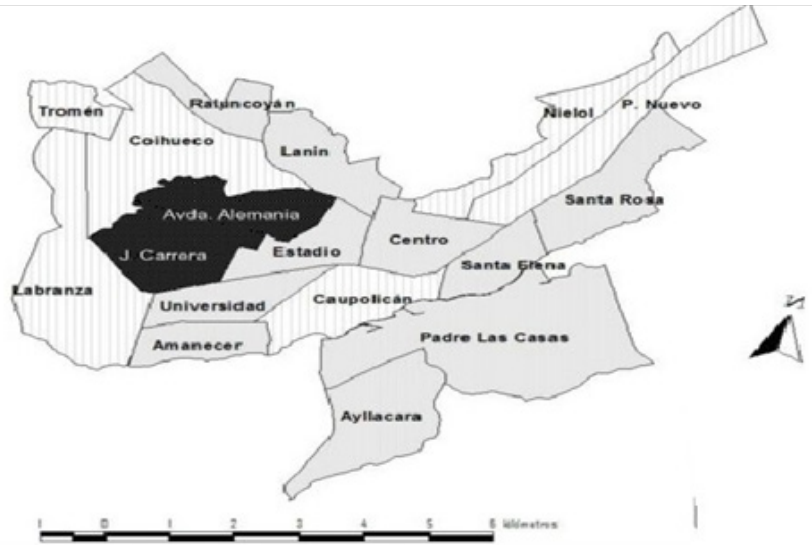 Tromén
Ratuncoyán
Coihueco
Lanin
Nielol
P. Nuevo
Santa Rosa
Avda. Alemania
J. Carrera
Estadio
Centro
Santa Elena
Labranza
Universidad
Caupolicán
Amanecer
Padre Las Casas
Ayllacara
N
1 0 1 2 3 4 5 6 kilómetros